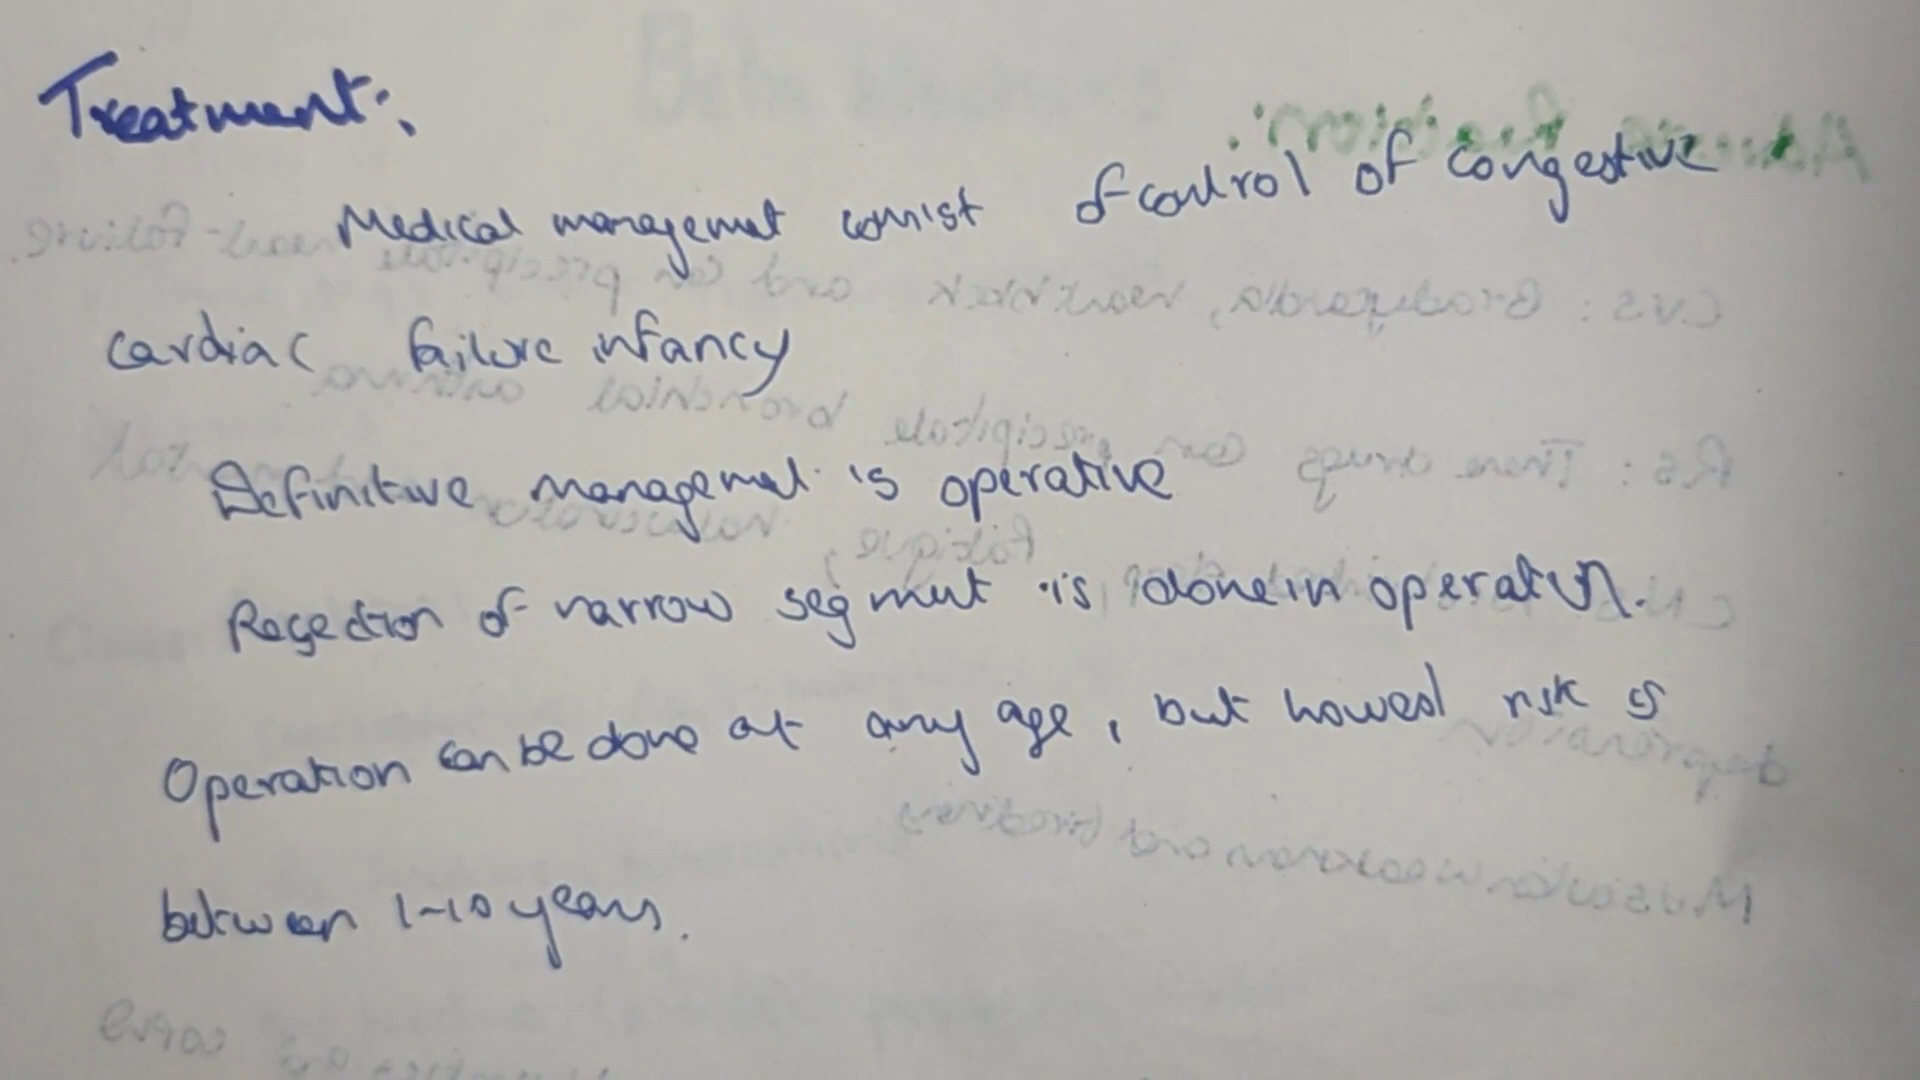 Treatment:
Medical management consist of control of congestive
cardiac failure infancy
Definitive management is operative
Resection of narrow segment is done in operation.
Operation can be done at any age, but lowest risk is
between 1-10 years.